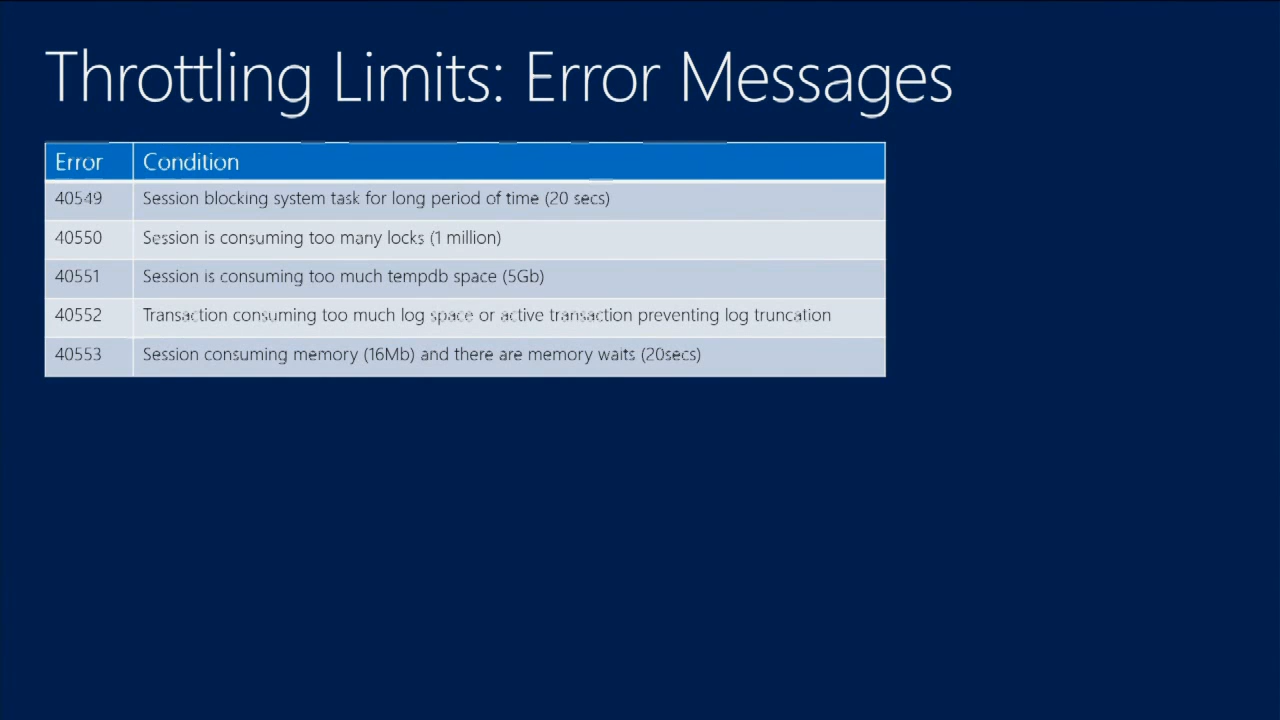 Throttling Limits: Error Messages
Error Condition
40549 Session blocking system task for long period of time (20 secs)
40550 Session is consuming too many locks (1 million)
40551 Session is consuming too much tempdb space (5Gb)
40552 Transaction consuming too much log space or active transaction preventing log truncation
40553 Session consuming memory (16Mb) and there are memory waits (20secs)